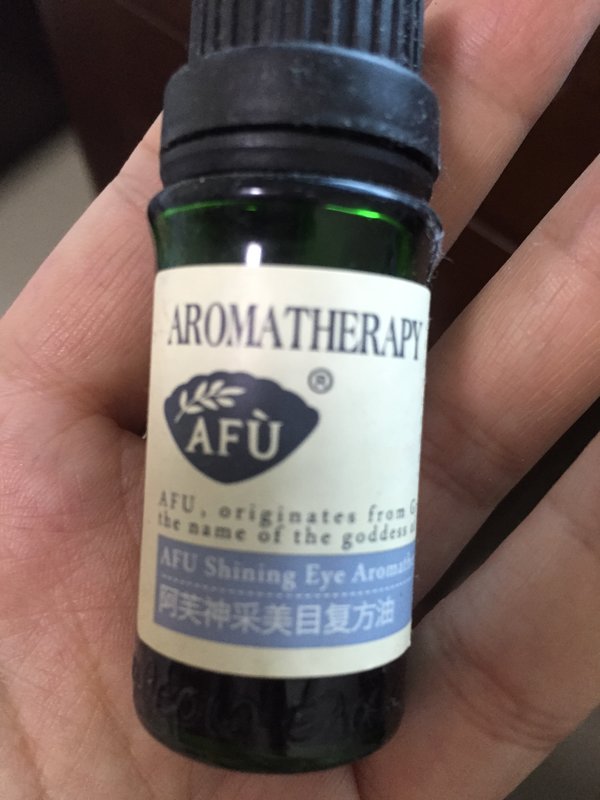 AROMATHERAPY
®
AFÙ
AFU, originates from
the name of the goddess
AFU Shining Eye
阿芙神采美目复方油